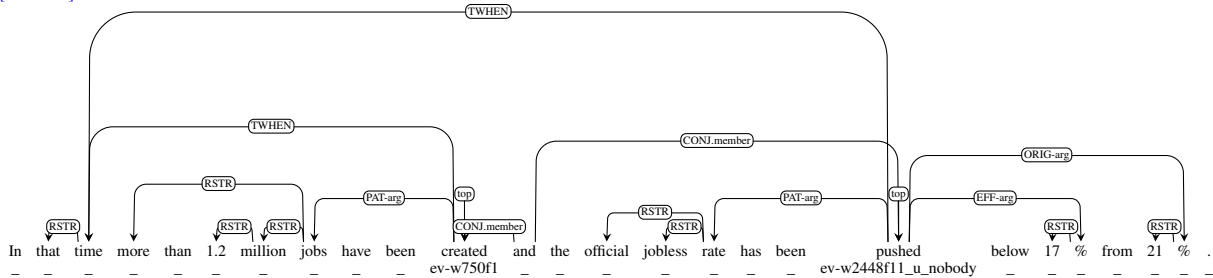 TWHEN
TWHEN
CONJ.member
ORIG-arg
RSTR
PAT-arg
top
PAT-arg
top
EFF-arg
RSTR
RSTR
RSTR
RSTR
CONJ.member
RSTR
RSTR
RSTR
In that time more than 1.2 million jobs have been created and the official jobless rate has been pushed below 17 % from 21 % .
_ _ _ _ _ _ _ _ _ _ ev-w750f1 _ _ _ _ _ _ _ ev-w2448f11_u_nobody _ _ _ _ _ _ _